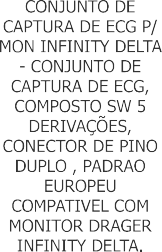 CONJUNTO DE
CAPTURA DE ECG P/
MON INFINITY DELTA
- CONJUNTO DE
CAPTURA DE ECG,
COMPOSTO SW 5
DERIVAÇÕES,
CONECTOR DE PINO
DUPLO , PADRAO
EUROPEU
COMPATIVEL COM
MONITOR DRAGER
INFINITY DELTA.